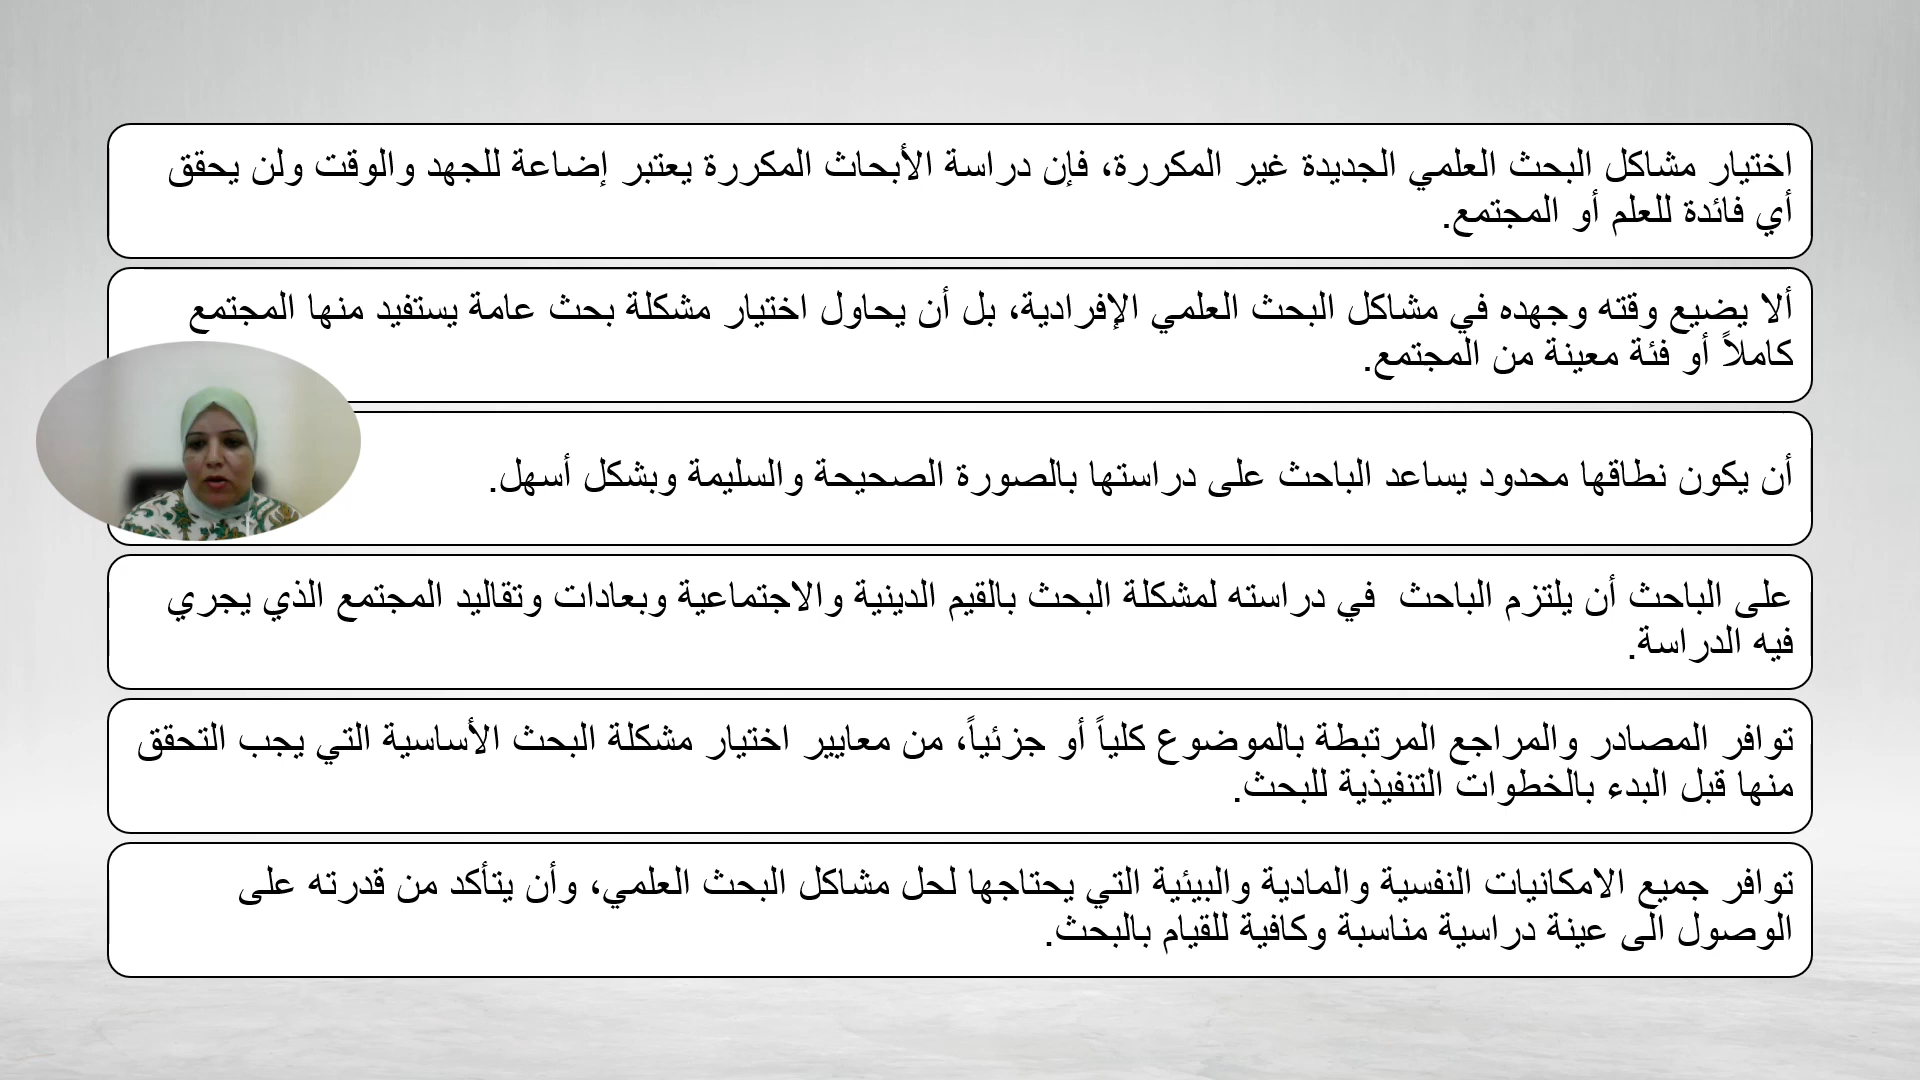 اختيار مشاكل البحث العلمي الجديدة غير المكررة، فإن دراسة الأبحاث المكررة يعتبر إضاعة للجهد والوقت ولن يحقق
أي فائدة للعلم أو المجتمع.
ألا يضيع وقته وجهده في مشاكل البحث العلمي الإفرادية، بل أن يحاول اختيار مشكلة بحث عامة يستفيد منها المجتمع
كاملاً أو فئة معينة من المجتمع.
أن يكون نطاقها محدود يساعد الباحث على دراستها بالصورة الصحيحة والسليمة وبشكل أسهل.
على الباحث أن يلتزم الباحث  في دراسته لمشكلة البحث بالقيم الدينية والاجتماعية وبعادات وتقاليد المجتمع الذي يجري
فيه الدراسة.
توافر المصادر والمراجع المرتبطة بالموضوع كلياً أو جزئياً، من معايير اختيار مشكلة البحث الأساسية التي يجب التحقق
منها قبل البدء بالخطوات التنفيذية للبحث.
توافر جميع الامكانيات النفسية والمادية والبيئية التي يحتاجها لحل مشاكل البحث العلمي، وأن يتأكد من قدرته على
الوصول الى عينة دراسية مناسبة وكافية للقيام بالبحث.